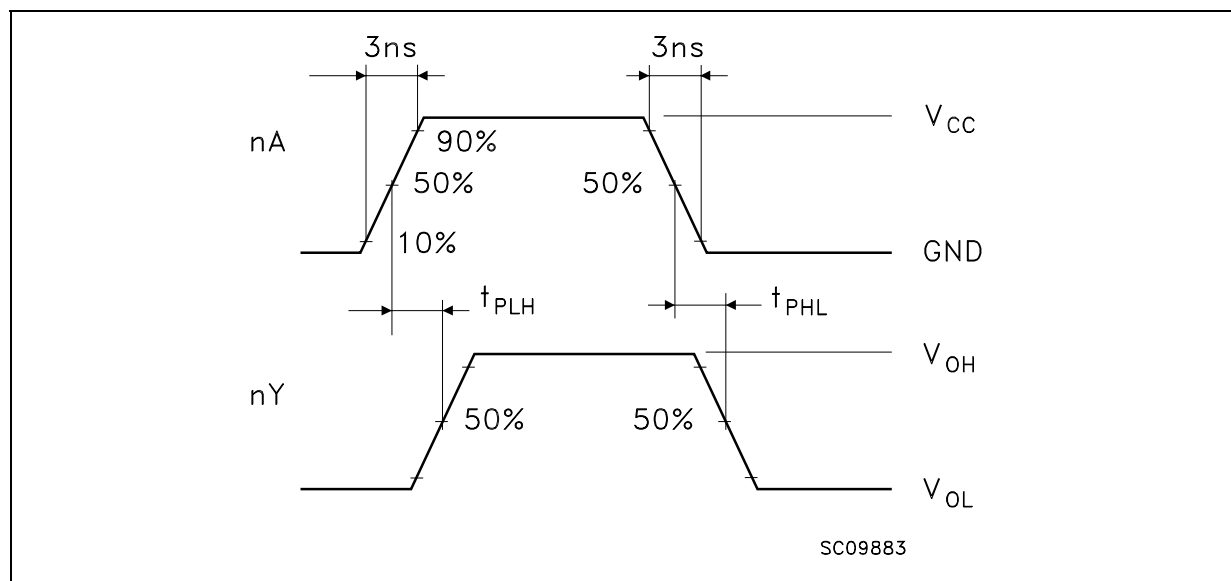 3ns 3ns
nA
V_CC
90%
50% 50%
10%
GND
t_PLH t_PHL
nY
V_OH
50% 50%
V_OL
SC09883